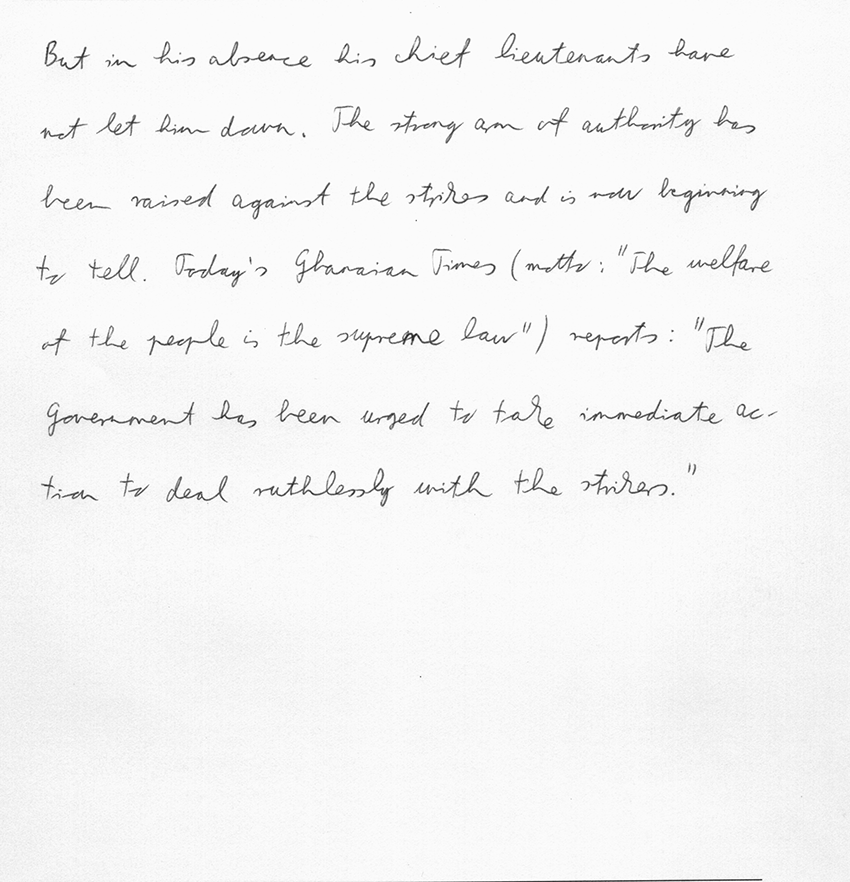 But in his absence his chief lieutenants have
not let him down. The strong arm of authority has
been raised against the strikes and is now beginning
to tell. Today's Ghanaian Times (motto: "The welfare
of the people is the supreme law") reports: "The
Government has been urged to take immediate ac-
tion to deal ruthlessly with the strikers."